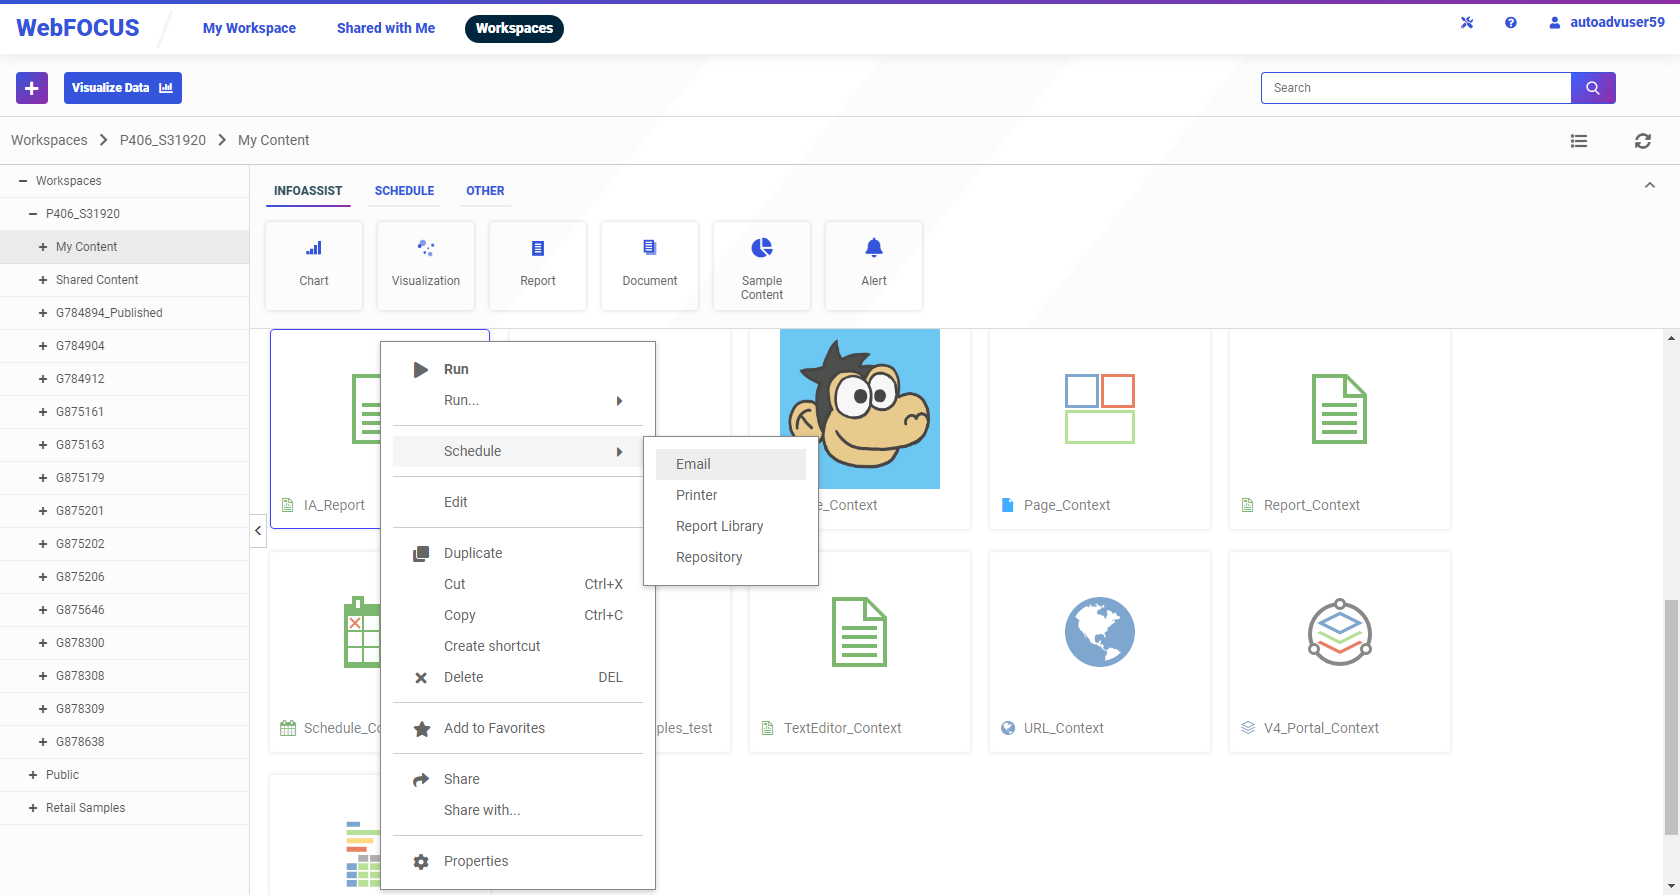 WebFOCUS
My Workspace
Shared with Me
Workspaces
autoadvuser59
Visualize Data
Search
Workspaces
P406_S31920
My Content
Workspaces
P406_S31920
My Content
Shared Content
G784894_Published
G784904
G784912
G875161
G875163
G875179
G875201
G875202
G875206
G875646
G878300
G878308
G878309
G878638
Public
Retail Samples
INFOASSIST
SCHEDULE
OTHER
Chart
Visualization
Report
Document
Sample
Content
Alert
IA_Report
e_Context
Page_Context
Report_Context
Schedule_Co
ples_test
TextEditor_Context
URL_Context
V4_Portal_Context
Run
Run...
Schedule
Edit
Duplicate
Cut Ctrl+X
Copy Ctrl+C
Create shortcut
Delete DEL
Add to Favorites
Share
Share with...
Properties
Email
Printer
Report Library
Repository